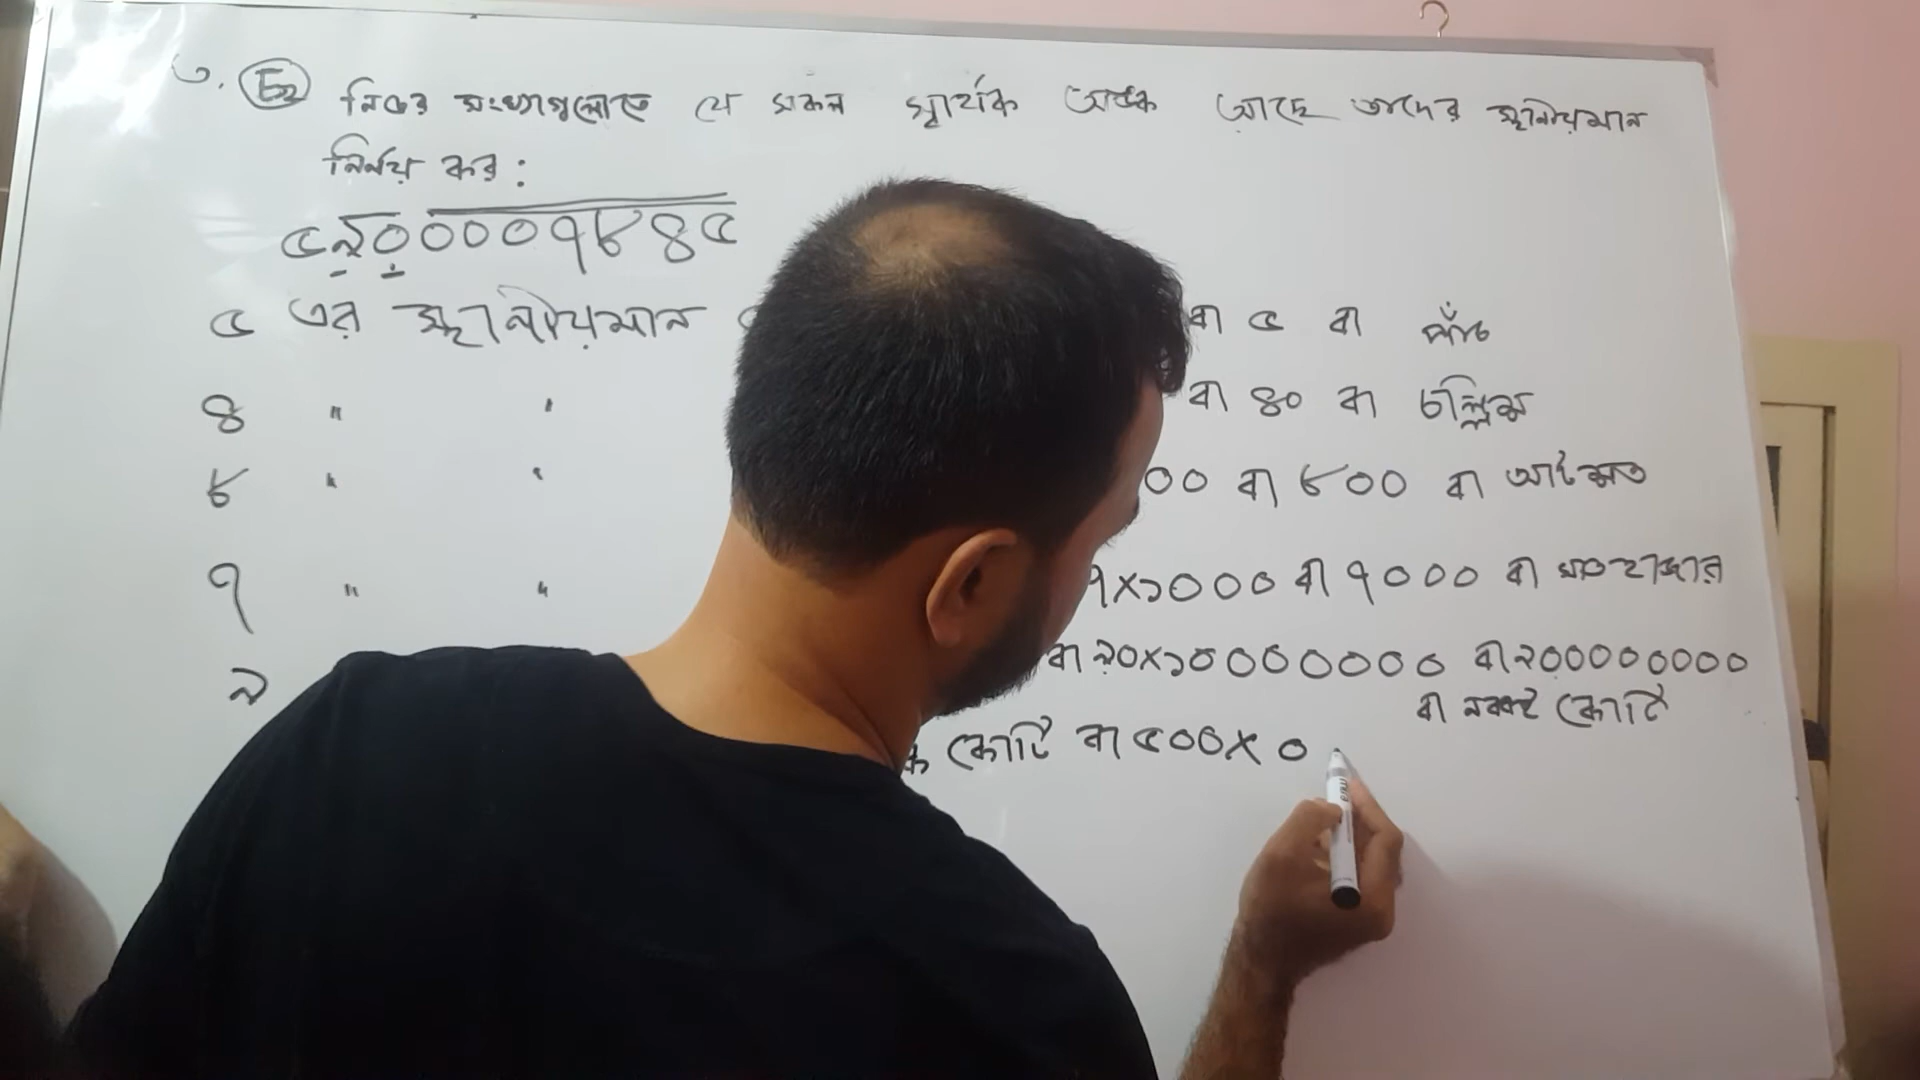 ৩. চ নিচের সংখ্যাগুলোতে যে সকল স্বার্থক অঙ্ক আছে তাদের স্থানীয়মান
নির্ণয় কর:
৫৯০০০০৭৮৪৫
৫ এর স্থানীয়মান বা ৫ বা পাঁচ
৪ " " বা ৪০ বা চল্লিশ
৮ " " ০০ বা ৮০০ বা আটশত
৭ " " ৭×১০০০ বা ৭০০০ বা সাত হাজার
৯ বা ৯০×১০০০০০০০ বা ৯০০০০০০০০
বা নব্বই কোটি
ক কোটি বা ৫০০× ০